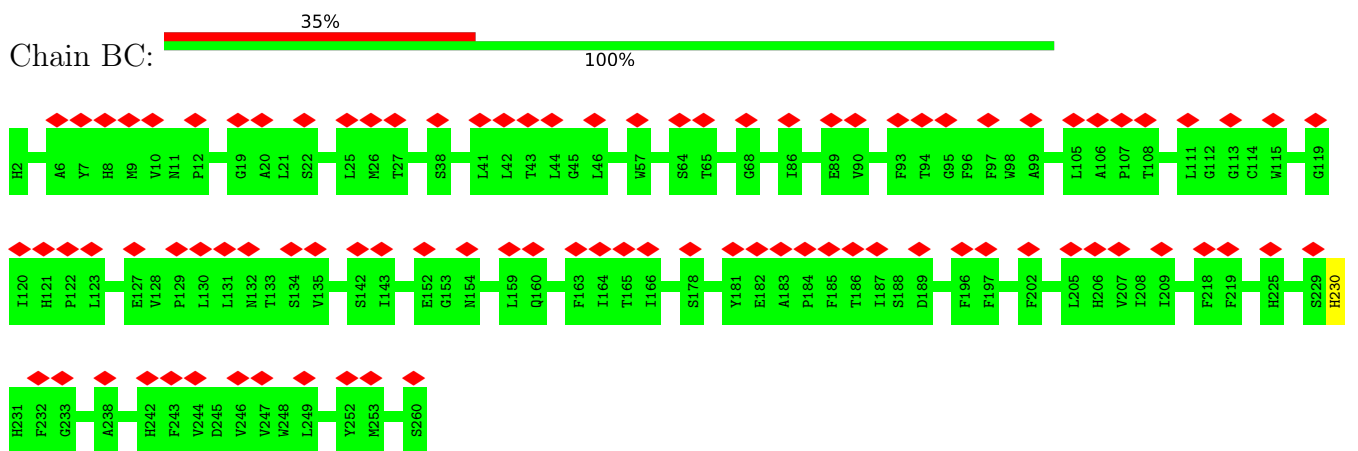 35%
Chain BC:
100%
H2 A6 Y7 H8 M9 V10 N11 P12 G19 A20 L21 S22 L25 M26 T27 S38 L41 L42 T43 L44 G45 L46 W57 S64 T65 G68 I86 E89 V90 F93 T94 G95 F96 F97 W98 A99 L105 A106 P107 T108 L111 G112 G113 C114 W115 G119
I120 H121 P122 L123 E127 V128 P129 L130 L131 N132 T133 S134 V135 S142 I143 E152 G153 N154 L159 Q160 F163 I164 T165 I166 S178 Y181 E182 A183 P184 F185 T186 I187 S188 D189 F196 F197 F202 L205 H206 V207 I208 I209 F218 F219 H225 S229 H230
H231 F232 G233 A238 H242 F243 V244 D245 V246 V247 W248 L249 Y252 M253 S260